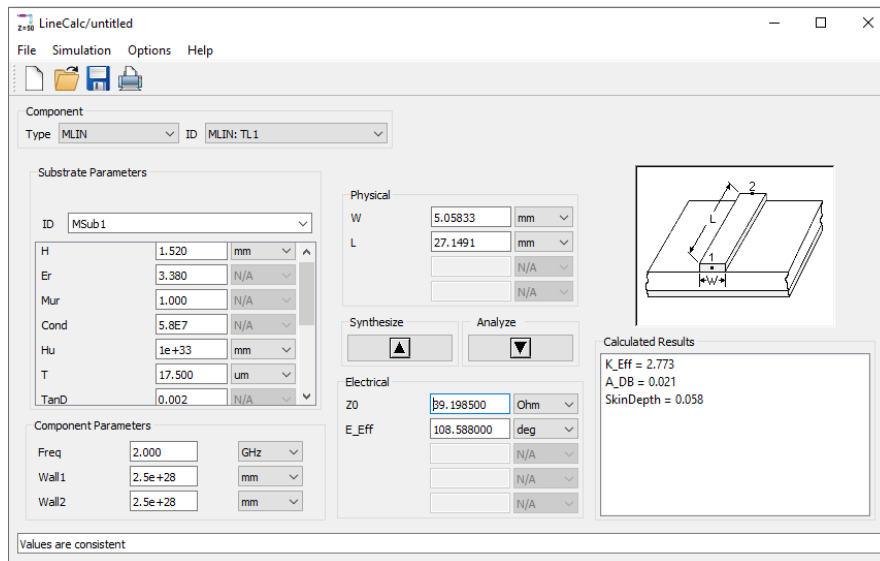 Z=50 LineCalc/untitled
File Simulation Options Help
Component
Type MLIN ID MLIN: TL1
Substrate Parameters
ID MSub1
H 1.520 mm
Er 3.380 N/A
Mur 1.000 N/A
Cond 5.8E7 N/A
Hu 1e+33 mm
T 17.500 um
TanD 0.002 N/A
Component Parameters
Freq 2.000 GHz
Wall1 2.5e+28 mm
Wall2 2.5e+28 mm
Physical
W 5.05833 mm
L 27.1491 mm
N/A
N/A
Synthesize Analyze
Electrical
Z0 39.198500 Ohm
E_Eff 108.588000 deg
N/A
N/A
N/A
2
L
1
W
Calculated Results
K_Eff = 2.773
A_DB = 0.021
SkinDepth = 0.058
Values are consistent